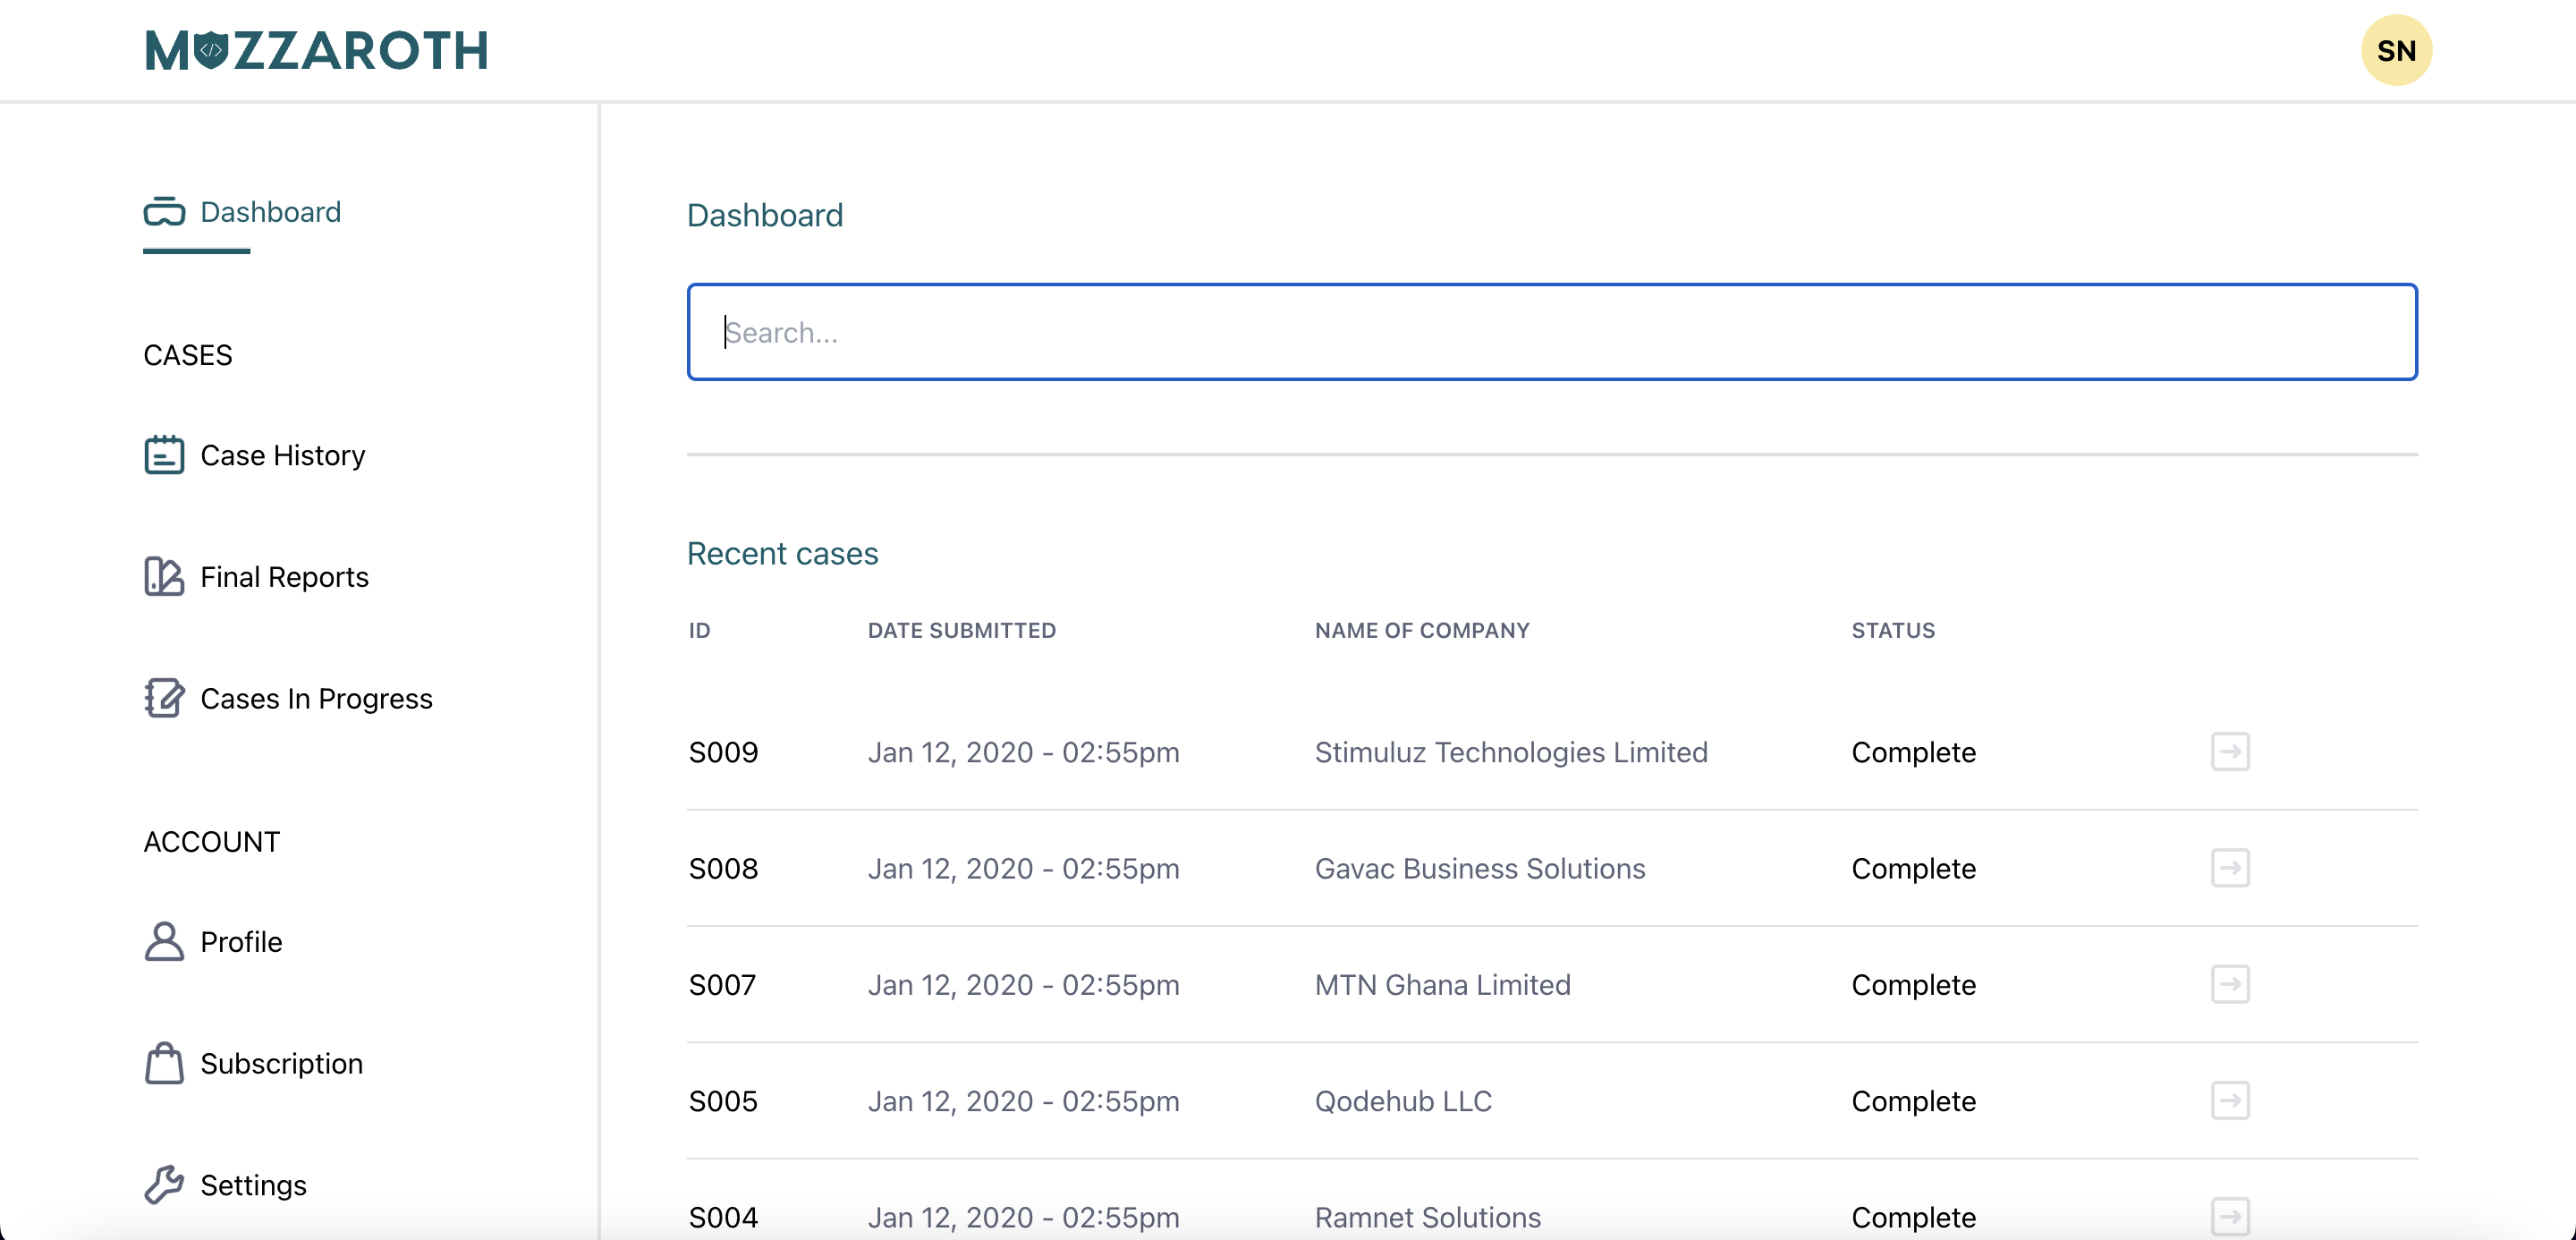 MOZZAROTH
SN
Dashboard
CASES
Case History
Final Reports
Cases In Progress
ACCOUNT
Profile
Subscription
Settings
Dashboard
Search...
Recent cases
ID DATE SUBMITTED NAME OF COMPANY STATUS
S009 Jan 12, 2020 - 02:55pm Stimuluz Technologies Limited Complete
S008 Jan 12, 2020 - 02:55pm Gavac Business Solutions Complete
S007 Jan 12, 2020 - 02:55pm MTN Ghana Limited Complete
S005 Jan 12, 2020 - 02:55pm Qodehub LLC Complete
S004 Jan 12, 2020 - 02:55pm Ramnet Solutions Complete